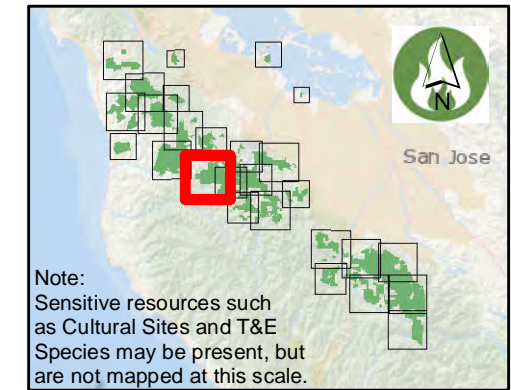 N
San Jose
Note:
Sensitive resources such
as Cultural Sites and T&E
Species may be present, but
are not mapped at this scale.